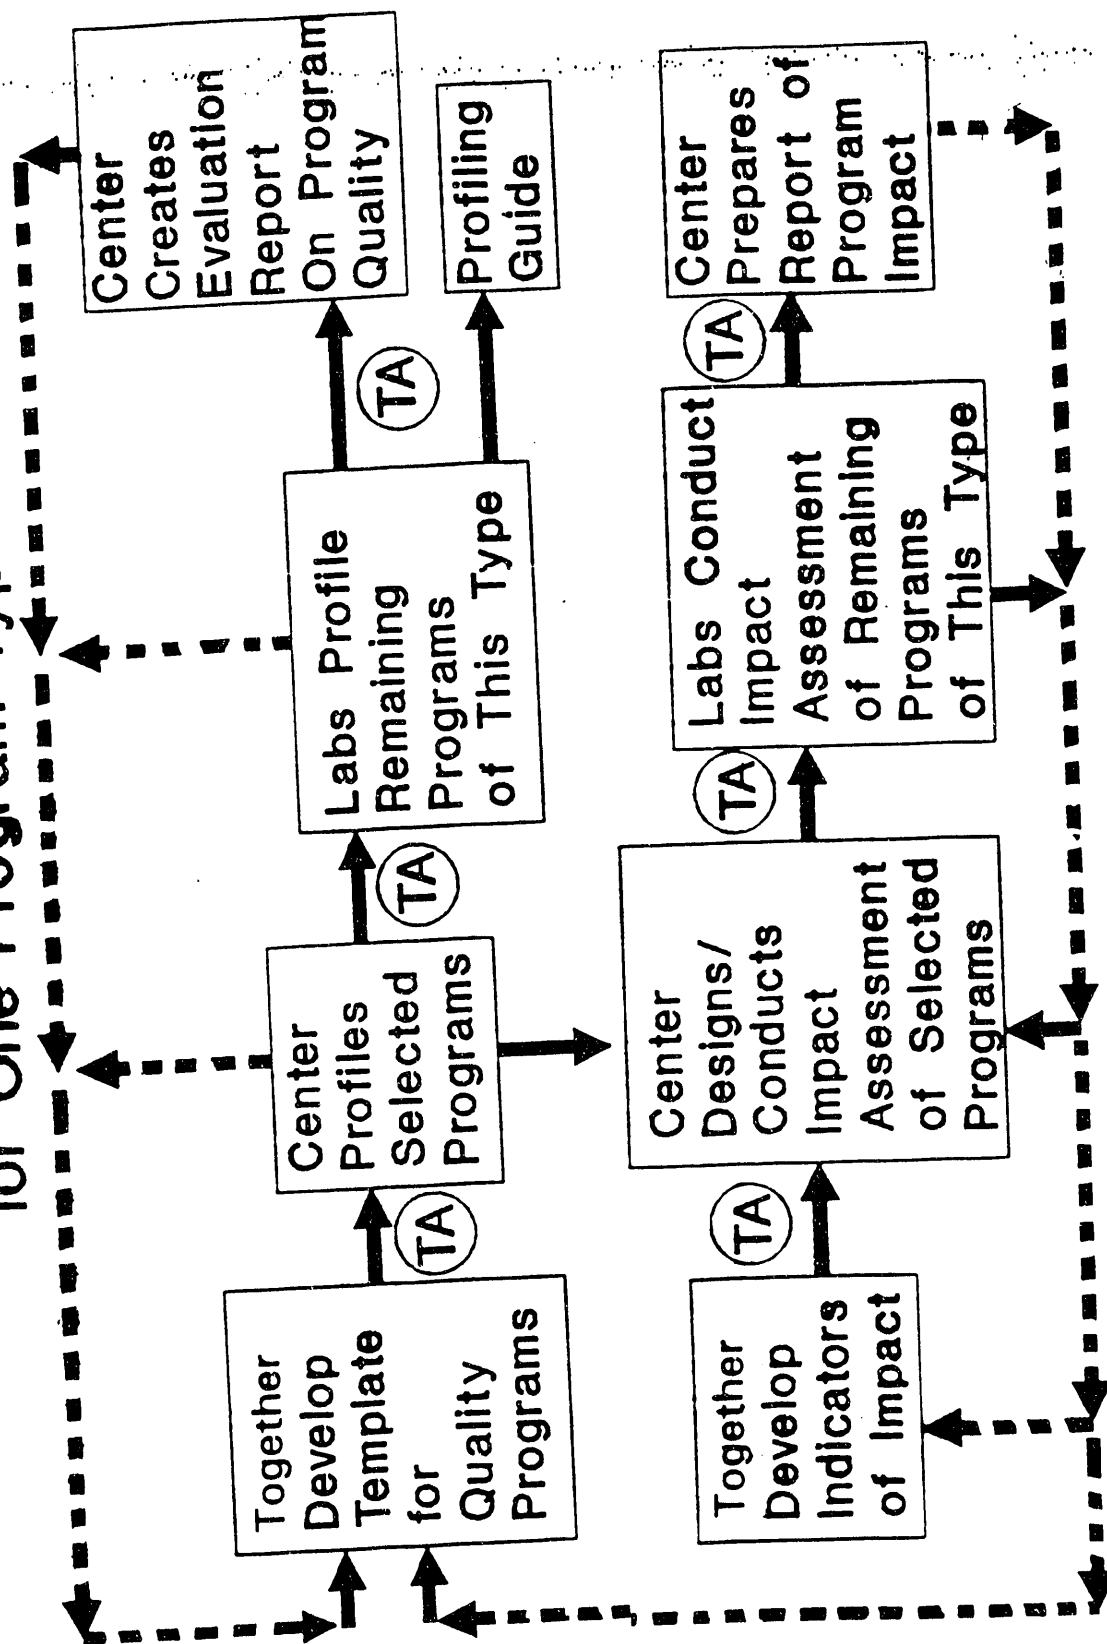 for One Program
Together
Develop
Template
for
Quality
Programs
TA
Center
Profiles
Selected
Programs
TA
Labs Profile
Remaining
Programs
of This Type
TA
Center
Creates
Evaluation
Report
On Program
Quality
Profiling
Guide
Together
Develop
Indicators
of Impact
TA
Center
Designs/
Conducts
Impact
Assessment
of Selected
Programs
TA
Labs Conduct
Impact
Assessment
of Remaining
Programs
of This Type
TA
Center
Prepares
Report of
Program
Impact